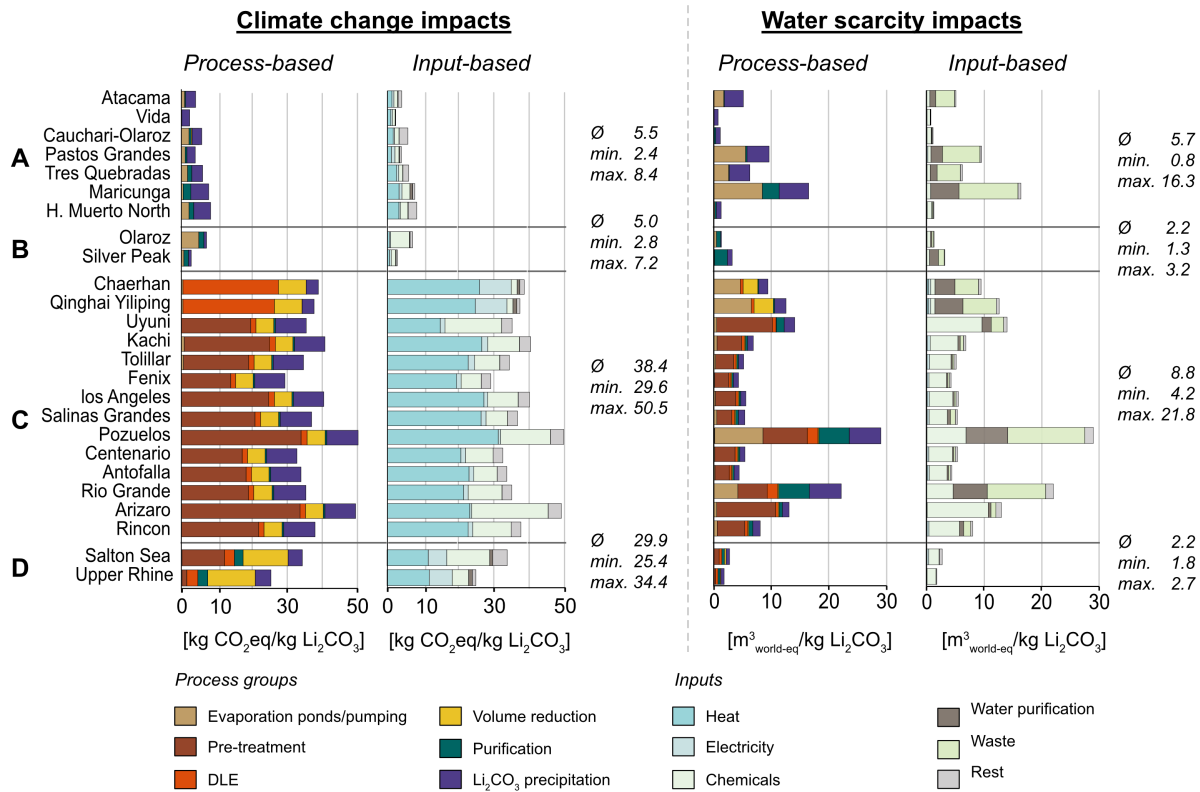 Climate change impacts
Water scarcity impacts
Process-based
Input-based
Process-based
Input-based
A
Atacama
Vida
Cauchari-Olaroz
Pastos Grandes
Tres Quebradas
Maricunga
H. Muerto North
Ø 5.5
min. 2.4
max. 8.4
Ø 5.7
min. 0.8
max. 16.3
B
Olaroz
Silver Peak
Ø 5.0
min. 2.8
max. 7.2
Ø 2.2
min. 1.3
max. 3.2
C
Chaerhan
Qinghai Yiliping
Uyuni
Kachi
Tolillar
Fenix
los Angeles
Salinas Grandes
Pozuelos
Centenario
Antofalla
Rio Grande
Arizaro
Rincon
Ø 38.4
min. 29.6
max. 50.5
Ø 8.8
min. 4.2
max. 21.8
D
Salton Sea
Upper Rhine
Ø 29.9
min. 25.4
max. 34.4
Ø 2.2
min. 1.8
max. 2.7
0 10 30 50
0 10 30 50
0 10 20 30
0 10 20 30
[kg CO₂eq/kg Li₂CO₃]
[kg CO₂eq/kg Li₂CO₃]
[m³world-eq/kg Li₂CO₃]
[m³world-eq/kg Li₂CO₃]
Process groups
Evaporation ponds/pumping
Pre-treatment
DLE
Volume reduction
Purification
Li₂CO₃ precipitation
Inputs
Heat
Electricity
Chemicals
Water purification
Waste
Rest